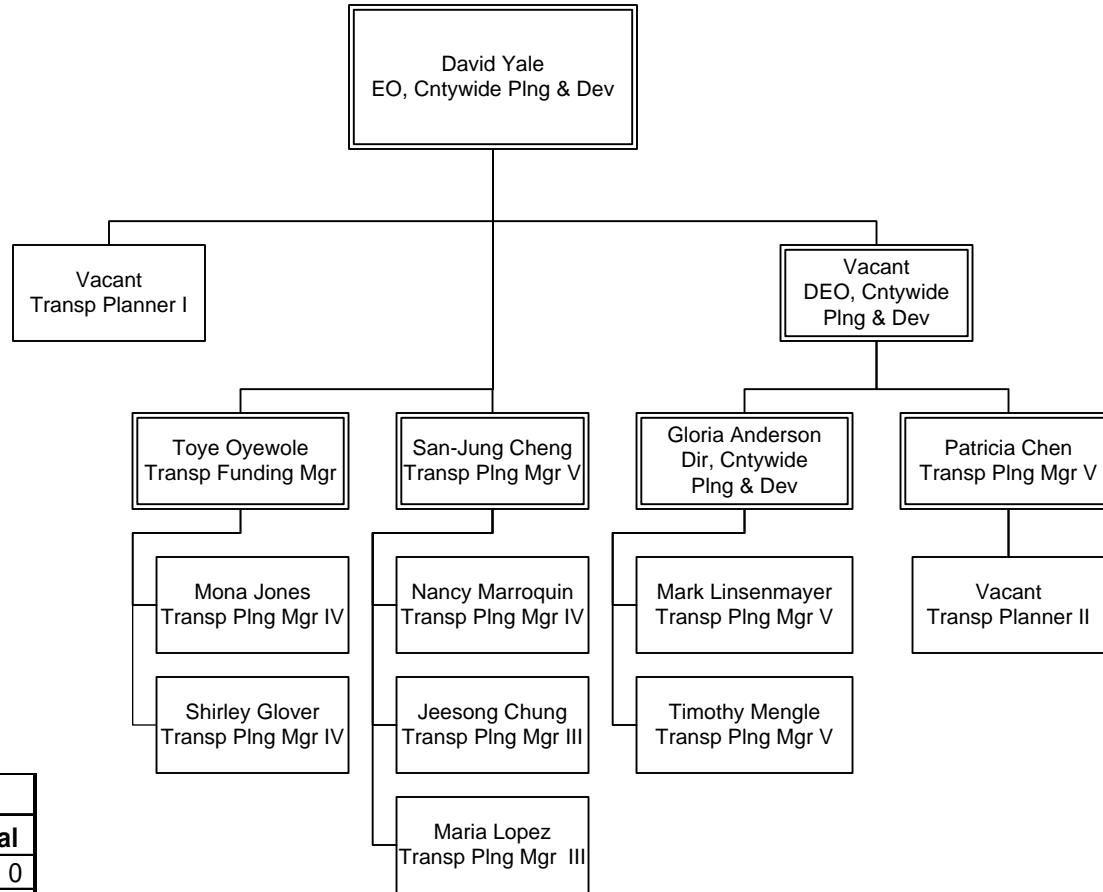 David Yale
EO, Cntywide Plng & Dev
Vacant
Transp Planner I
Vacant
DEO, Cntywide
Plng & Dev
Toye Oyewole
Transp Funding Mgr
San-Jung Cheng
Transp Plng Mgr V
Gloria Anderson
Dir, Cntywide
Plng & Dev
Patricia Chen
Transp Plng Mgr V
Mona Jones
Transp Plng Mgr IV
Nancy Marroquin
Transp Plng Mgr IV
Mark Linsenmayer
Transp Plng Mgr V
Vacant
Transp Planner II
Shirley Glover
Transp Plng Mgr IV
Jeesong Chung
Transp Plng Mgr III
Timothy Mengle
Transp Plng Mgr V
Maria Lopez
Transp Plng Mgr III
al
0